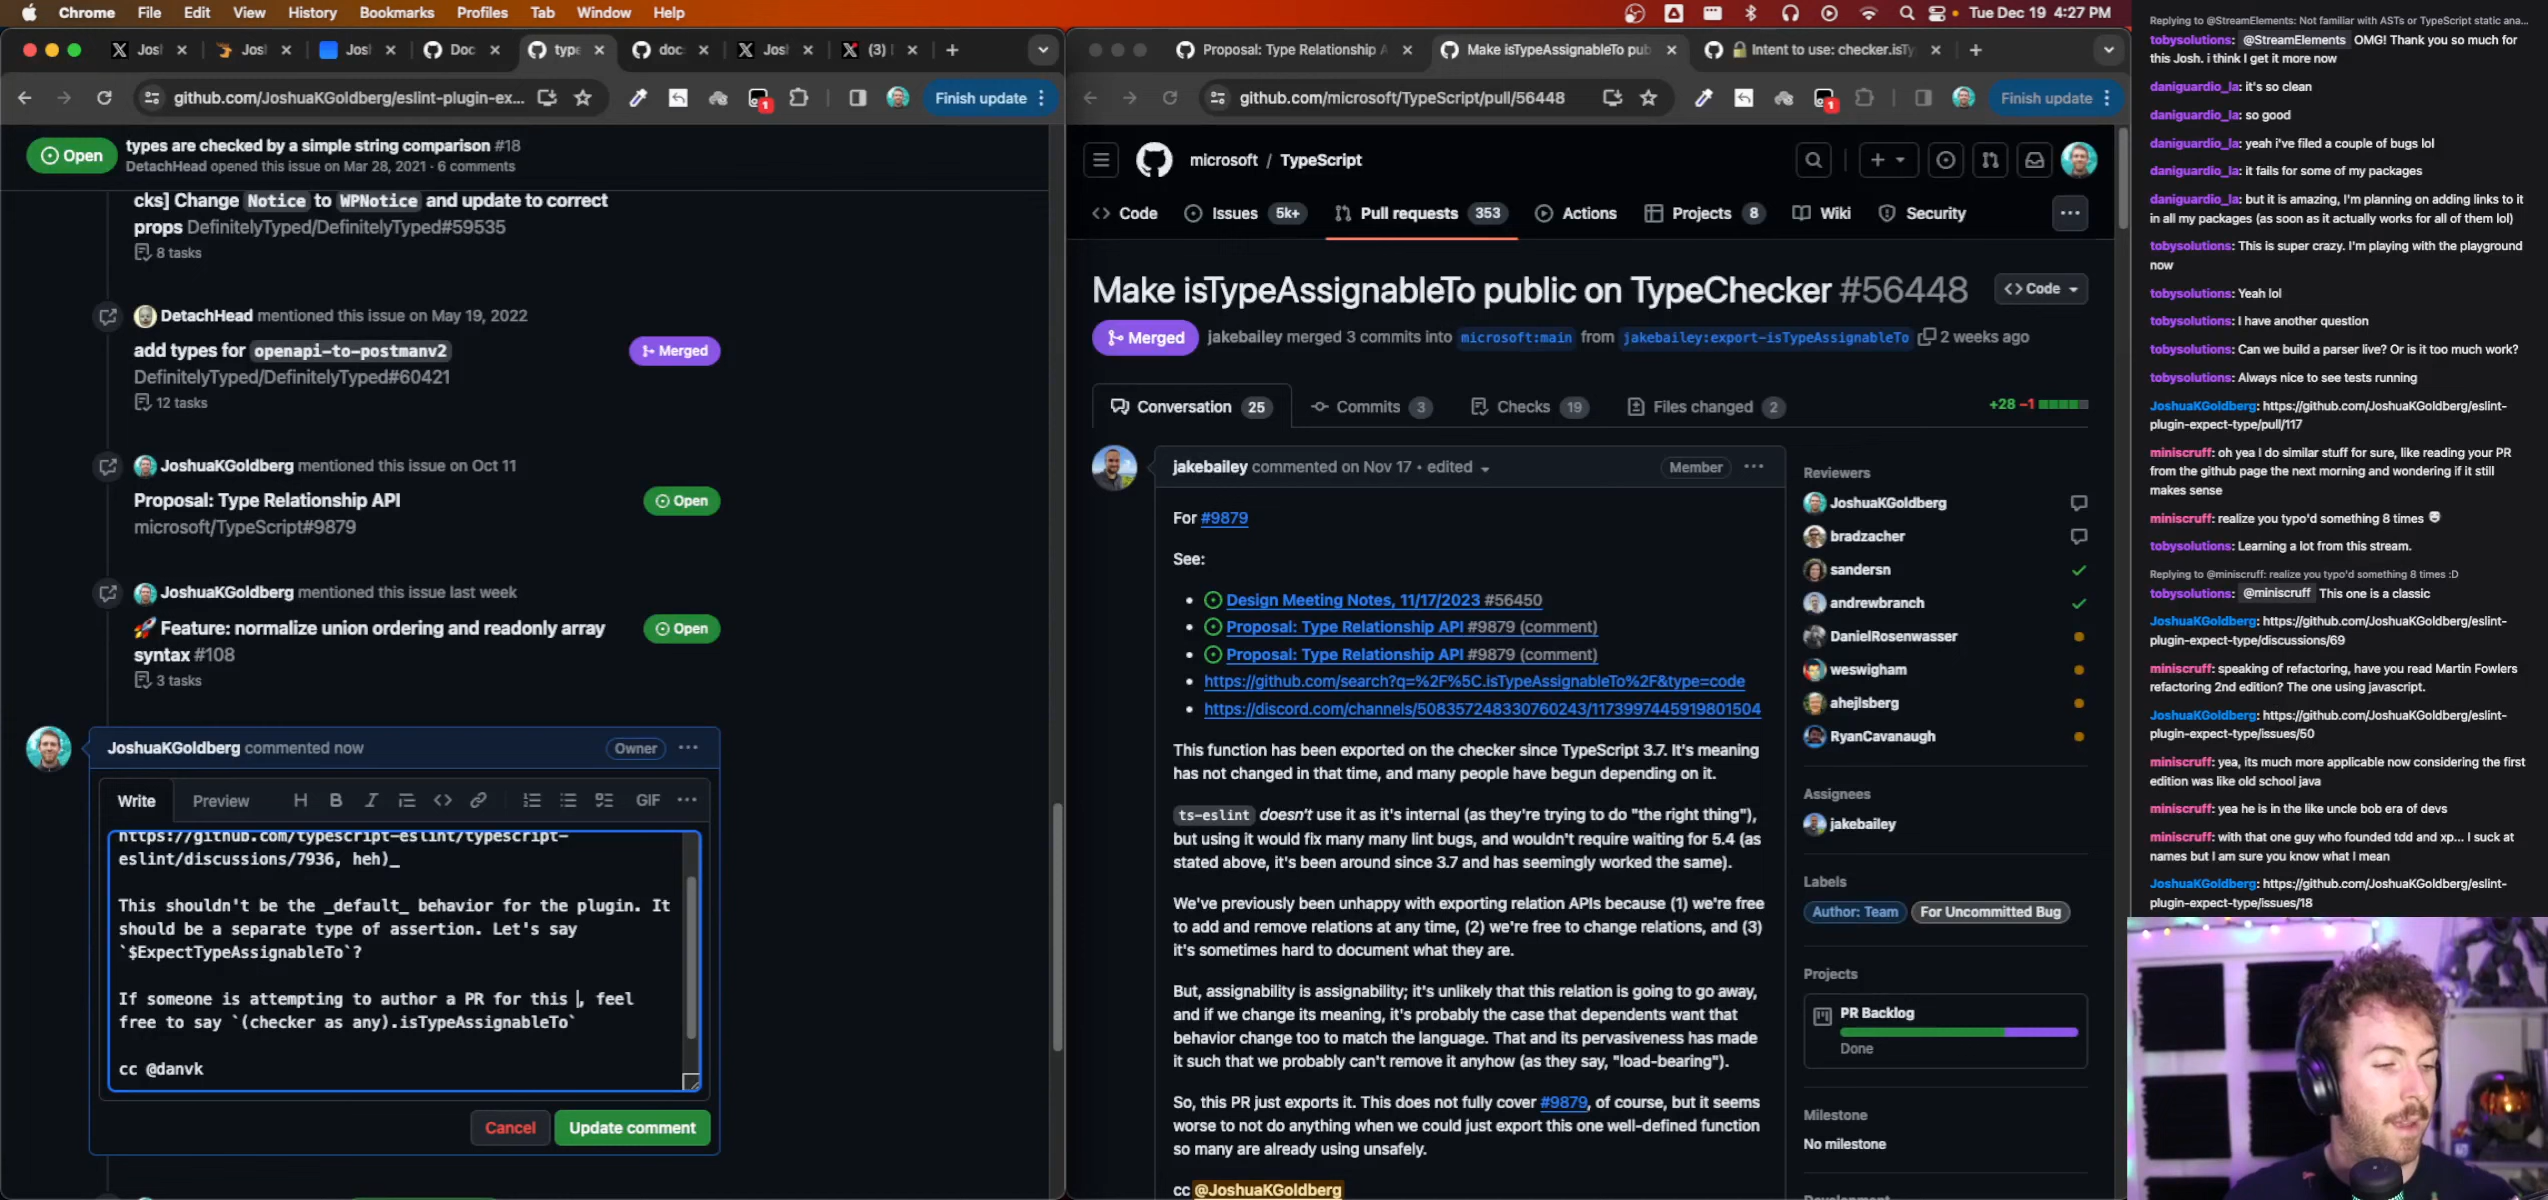 Chrome File Edit View History Bookmarks Profiles Tab Window Help
Tue Dec 19 4:27 PM
Josl
Josl
Josl
Doc
type
doc:
Josl
(3)
github.com/JoshuaKGoldberg/eslint-plugin-ex...
1
Finish update
Open
types are checked by a simple string comparison #18
DetachHead opened this issue on Mar 28, 2021 · 6 comments
cks] Change Notice to WPNotice and update to correct
props DefinitelyTyped/DefinitelyTyped#59535
8 tasks
DetachHead mentioned this issue on May 19, 2022
add types for openapi-to-postmanv2
Merged
DefinitelyTyped/DefinitelyTyped#60421
12 tasks
JoshuaKGoldberg mentioned this issue on Oct 11
Proposal: Type Relationship API
Open
microsoft/TypeScript#9879
JoshuaKGoldberg mentioned this issue last week
🚀 Feature: normalize union ordering and readonly array
syntax #108
Open
3 tasks
JoshuaKGoldberg commented now
Owner
Write
Preview
H B I GIF
https://github.com/typescript-eslint/typescript-
eslint/discussions/7936, heh)_
This shouldn't be the _default_ behavior for the plugin. It
should be a separate type of assertion. Let's say
`$ExpectTypeAssignableTo`?
If someone is attempting to author a PR for this , feel
free to say `(checker as any).isTypeAssignableTo`
cc @danvk
Cancel
Update comment
Proposal: Type Relationship A
Make isTypeAssignableTo pub
Intent to use: checker.isTy
github.com/microsoft/TypeScript/pull/56448
1
Finish update
microsoft / TypeScript
Code
Issues 5k+
Pull requests 353
Actions
Projects 8
Wiki
Security
Make isTypeAssignableTo public on TypeChecker #56448
Code
Merged
jakebailey merged 3 commits into microsoft:main from jakebailey:export-isTypeAssignableTo 2 weeks ago
Conversation 25
Commits 3
Checks 19
Files changed 2
+28 −1
jakebailey commented on Nov 17 • edited
Member
For #9879
See:
Design Meeting Notes, 11/17/2023 #56450
Proposal: Type Relationship API #9879 (comment)
Proposal: Type Relationship API #9879 (comment)
https://github.com/search?q=%2F%5C.isTypeAssignableTo%2F&type=code
https://discord.com/channels/508357248330760243/1173997445919801504
This function has been exported on the checker since TypeScript 3.7. It's meaning
has not changed in that time, and many people have begun depending on it.
ts-eslint doesn't use it as it's internal (as they're trying to do "the right thing"),
but using it would fix many many lint bugs, and wouldn't require waiting for 5.4 (as
stated above, it's been around since 3.7 and has seemingly worked the same).
We've previously been unhappy with exporting relation APIs because (1) we're free
to add and remove relations at any time, (2) we're free to change relations, and (3)
it's sometimes hard to document what they are.
But, assignability is assignability; it's unlikely that this relation is going to go away,
and if we change its meaning, it's probably the case that dependents want that
behavior change too to match the language. That and its pervasiveness has made
it such that we probably can't remove it anyhow (as they say, "load-bearing").
So, this PR just exports it. This does not fully cover #9879, of course, but it seems
worse to not do anything when we could just export this one well-defined function
so many are already using unsafely.
cc @JoshuaKGoldberg
Reviewers
JoshuaKGoldberg
bradzacher
sandersn
andrewbranch
DanielRosenwasser
weswigham
ahejlsberg
RyanCavanaugh
Assignees
jakebailey
Labels
Author: Team
For Uncommitted Bug
Projects
PR Backlog
Done
Milestone
No milestone
Replying to @StreamElements: Not familiar with ASTs or TypeScript static ana...
tobysolutions: @StreamElements OMG! Thank you so much for
this Josh. i think I get it more now
daniguardio_la: it's so clean
daniguardio_la: so good
daniguardio_la: yeah i've filed a couple of bugs lol
daniguardio_la: it fails for some of my packages
daniguardio_la: but it is amazing, I'm planning on adding links to it
in all my packages (as soon as it actually works for all of them lol)
tobysolutions: This is super crazy. I'm playing with the playground
now
tobysolutions: Yeah lol
tobysolutions: I have another question
tobysolutions: Can we build a parser live? Or is it too much work?
tobysolutions: Always nice to see tests running
JoshuaKGoldberg: https://github.com/JoshuaKGoldberg/eslint-
plugin-expect-type/pull/117
miniscruff: oh yea I do similar stuff for sure, like reading your PR
from the github page the next morning and wondering if it still
makes sense
miniscruff: realize you typo'd something 8 times
tobysolutions: Learning a lot from this stream.
Replying to @miniscruff: realize you typo'd something 8 times :D
tobysolutions: @miniscruff This one is a classic
JoshuaKGoldberg: https://github.com/JoshuaKGoldberg/eslint-
plugin-expect-type/discussions/69
miniscruff: speaking of refactoring, have you read Martin Fowlers
refactoring 2nd edition? The one using javascript.
JoshuaKGoldberg: https://github.com/JoshuaKGoldberg/eslint-
plugin-expect-type/issues/50
miniscruff: yea, its much more applicable now considering the first
edition was like old school java
miniscruff: yea he is in the like uncle bob era of devs
miniscruff: with that one guy who founded tdd and xp... I suck at
names but I am sure you know what I mean
JoshuaKGoldberg: https://github.com/JoshuaKGoldberg/eslint-
plugin-expect-type/issues/18